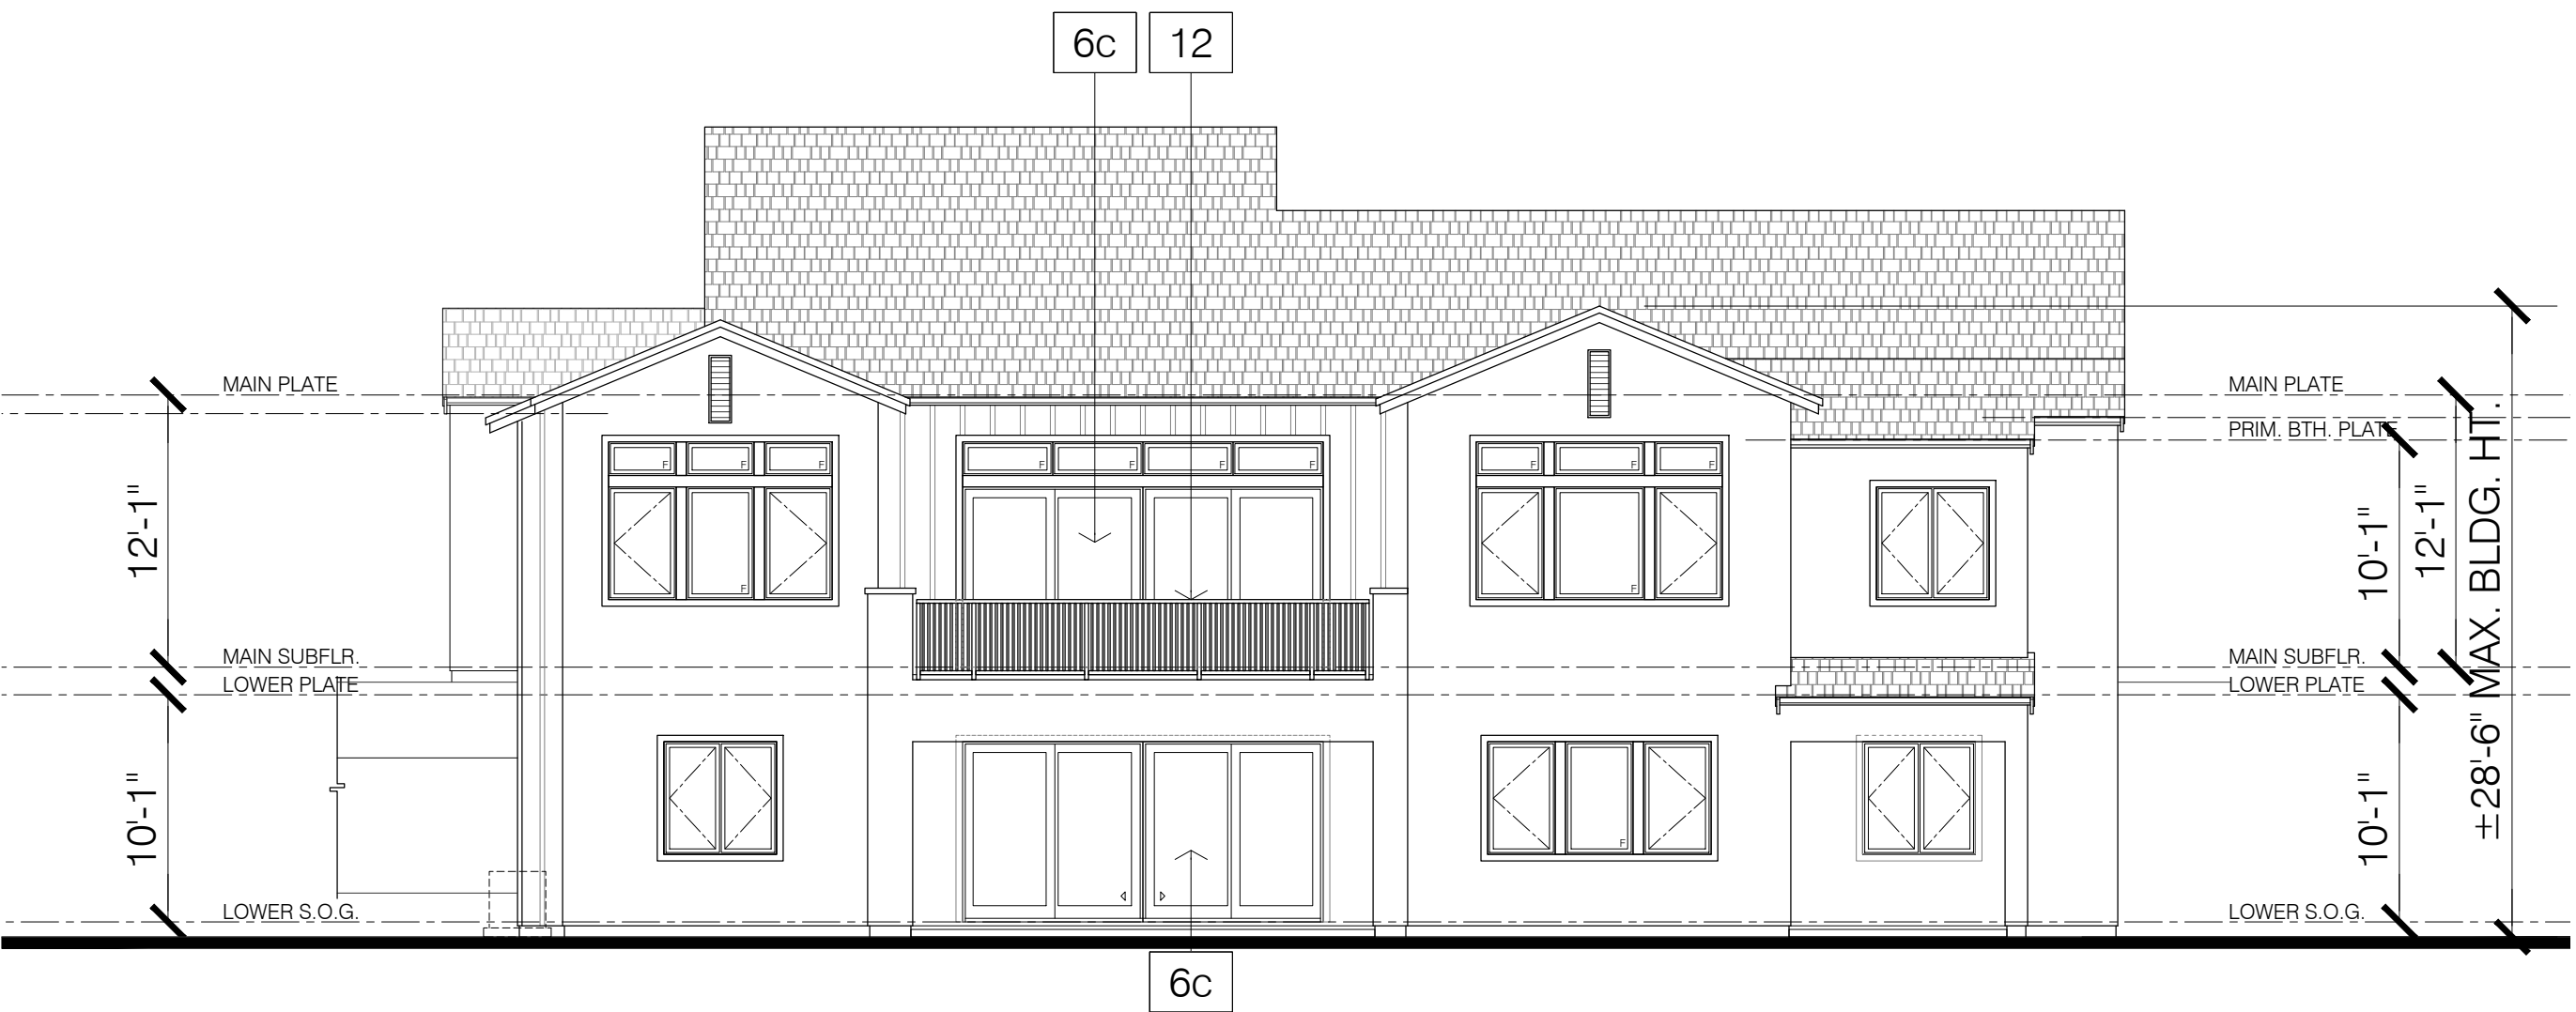 6C 12
MAIN PLATE
MAIN PLATE
PRIM. BTH. PLATE
F F F
F F F F
F F F
F
F
12'-1"
10'-1"
12'-1"
±28'-6" MAX. BLDG. HT.
MAIN SUBFLR.
MAIN SUBFLR.
LOWER PLATE
LOWER PLATE
10'-1"
10'-1"
F
LOWER S.O.G.
LOWER S.O.G.
6C